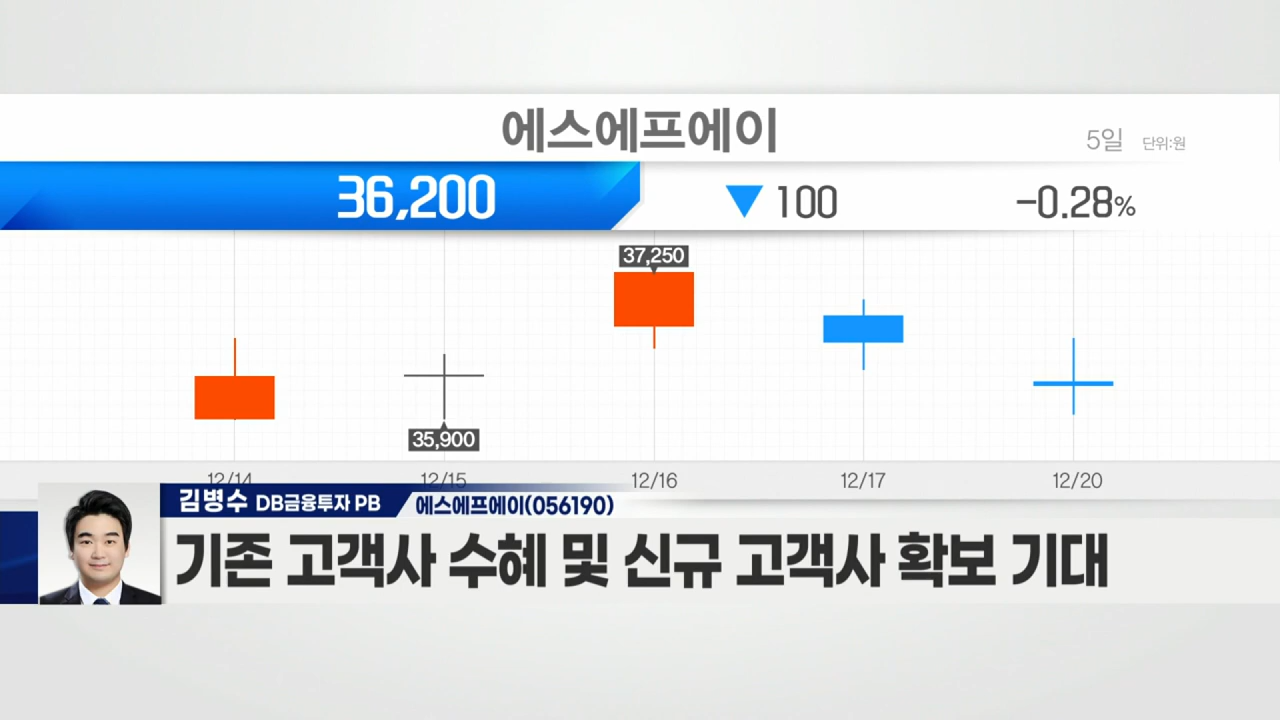 에스에프에이
5일 단위:원
36,200 ▼ 100 -0.28%
37,250
35,900
12/14 12/15 12/16 12/17 12/20
김병수 DB금융투자 PB 에스에프에이(056190)
기존 고객사 수혜 및 신규 고객사 확보 기대